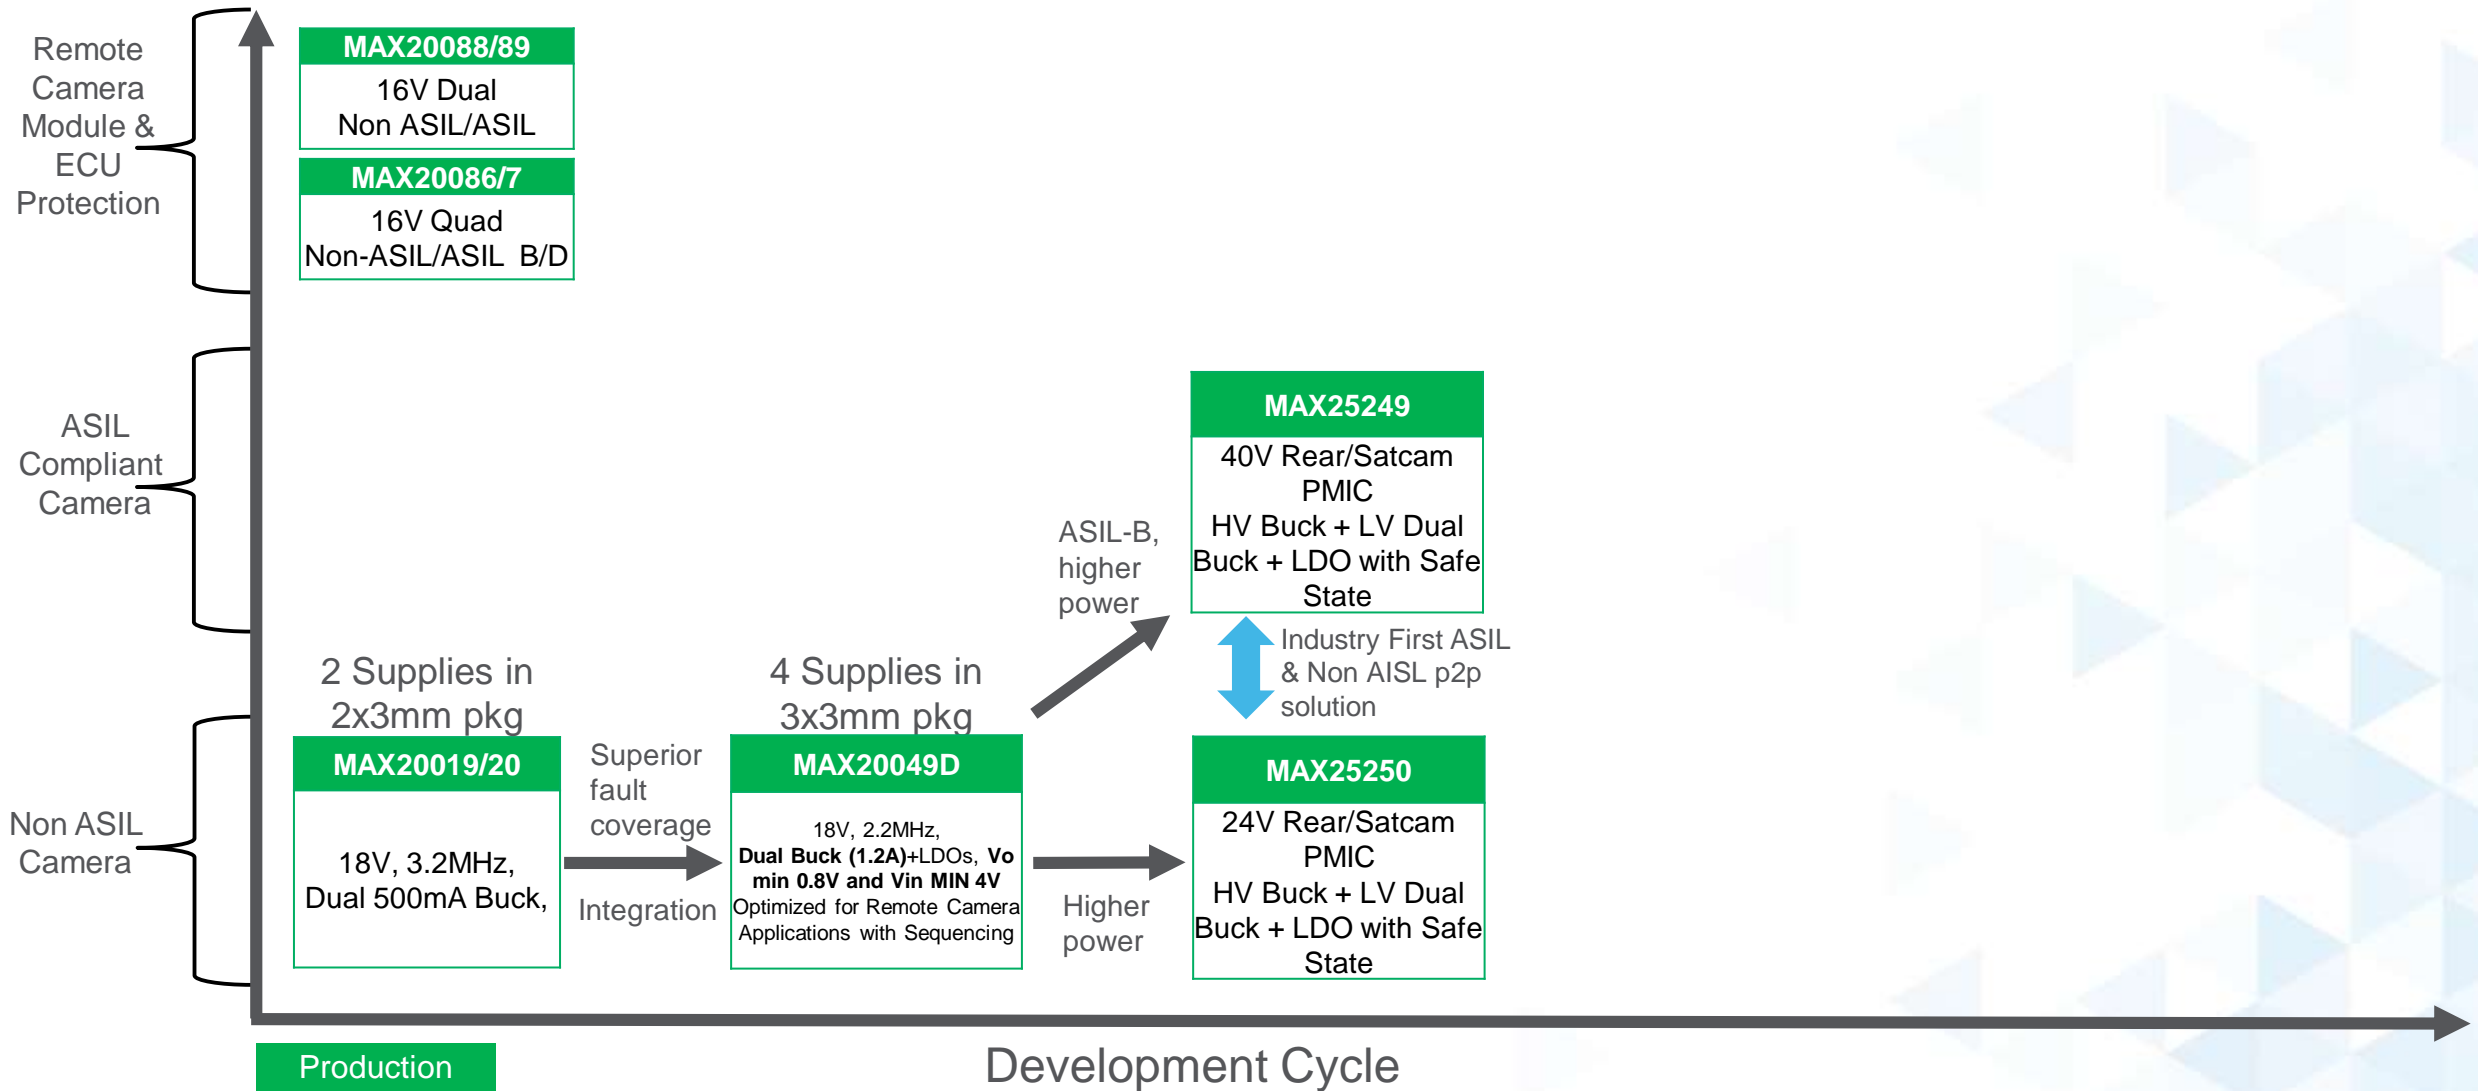 Remote
Camera
Module &
ECU
Protection
MAX20088/89
16V Dual
Non ASIL/ASIL
MAX20086/7
16V Quad
Non-ASIL/ASIL B/D
ASIL
Compliant
Camera
MAX25249
40V Rear/Satcam
PMIC
HV Buck + LV Dual
Buck + LDO with Safe
State
ASIL-B,
higher
power
Industry First ASIL
& Non AISL p2p
solution
Non ASIL
Camera
2 Supplies in
2x3mm pkg
MAX20019/20
18V, 3.2MHz,
Dual 500mA Buck,
Superior
fault
coverage
Integration
4 Supplies in
3x3mm pkg
MAX20049D
18V, 2.2MHz,
Dual Buck (1.2A)+LDOs, Vo
min 0.8V and Vin MIN 4V
Optimized for Remote Camera
Applications with Sequencing
Higher
power
MAX25250
24V Rear/Satcam
PMIC
HV Buck + LV Dual
Buck + LDO with Safe
State
Production
Development Cycle